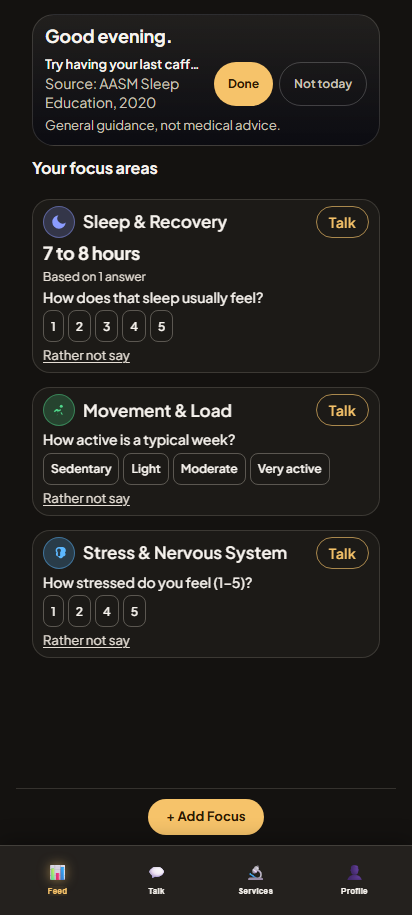 Good evening.
Try having your last caff…
Source: AASM Sleep
Education, 2020
Done
Not today
General guidance, not medical advice.
Your focus areas
Sleep & Recovery
Talk
7 to 8 hours
Based on 1 answer
How does that sleep usually feel?
1 2 3 4 5
Rather not say
Movement & Load
Talk
How active is a typical week?
Sedentary Light Moderate Very active
Rather not say
Stress & Nervous System
Talk
How stressed do you feel (1–5)?
1 2 4 5
Rather not say
+ Add Focus
Feed Talk Services Profile